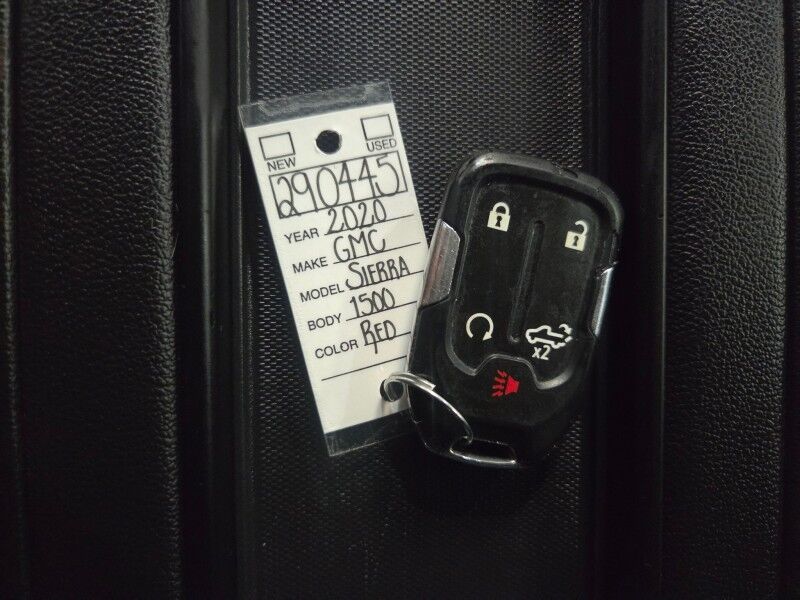 NEW USED
290445
YEAR 2020
MAKE GMC
MODEL SIERRA
BODY 1500
COLOR RED
x2